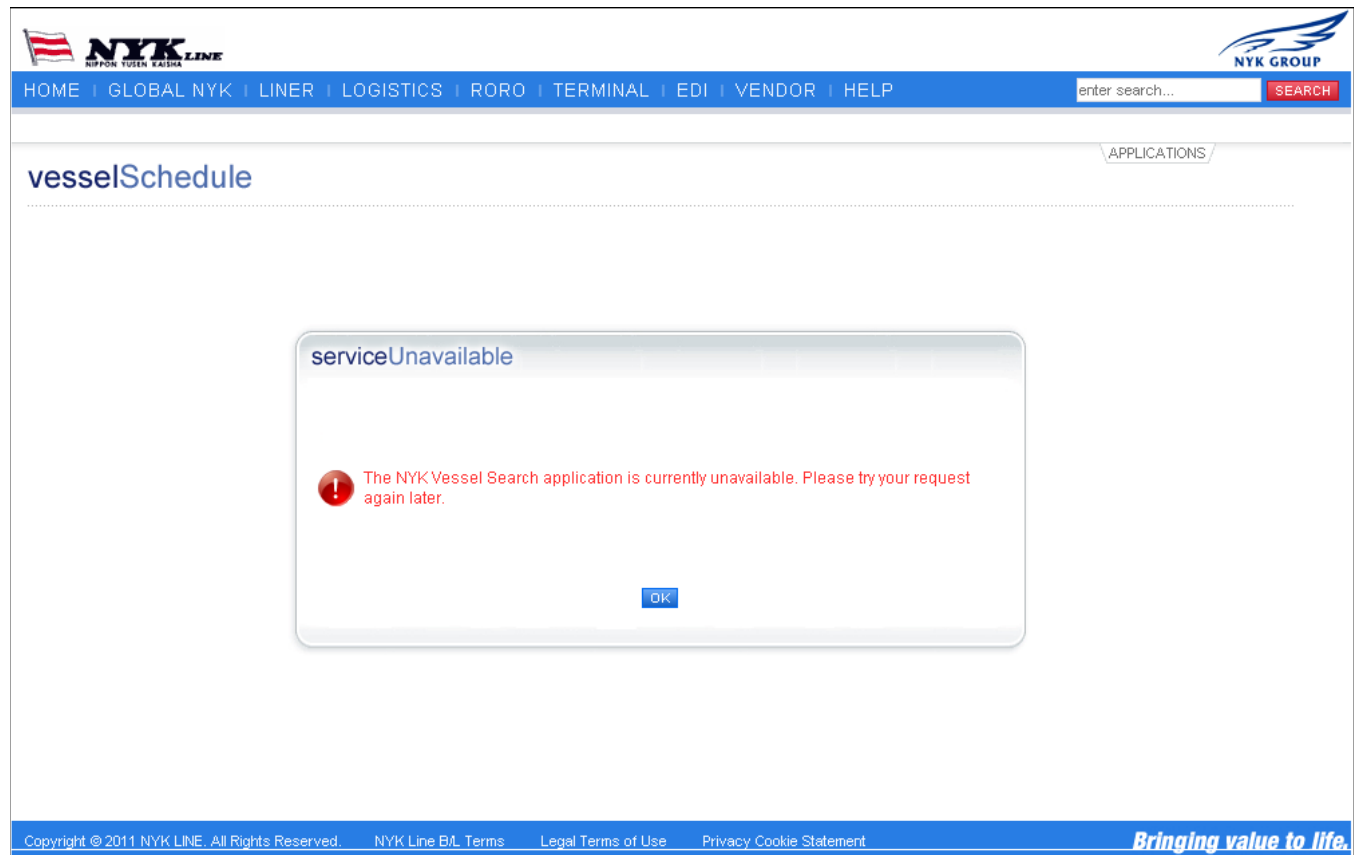 NYK LINE
NIPPON YUSEN KAISHA
NYK GROUP
HOME | GLOBAL NYK | LINER | LOGISTICS | RORO | TERMINAL | EDI | VENDOR | HELP
enter search...
SEARCH
APPLICATIONS
vesselSchedule
serviceUnavailable
The NYK Vessel Search application is currently unavailable. Please try your request
again later.
OK
Copyright © 2011 NYK LINE. All Rights Reserved. NYK Line B/L Terms Legal Terms of Use Privacy Cookie Statement
Bringing value to life.